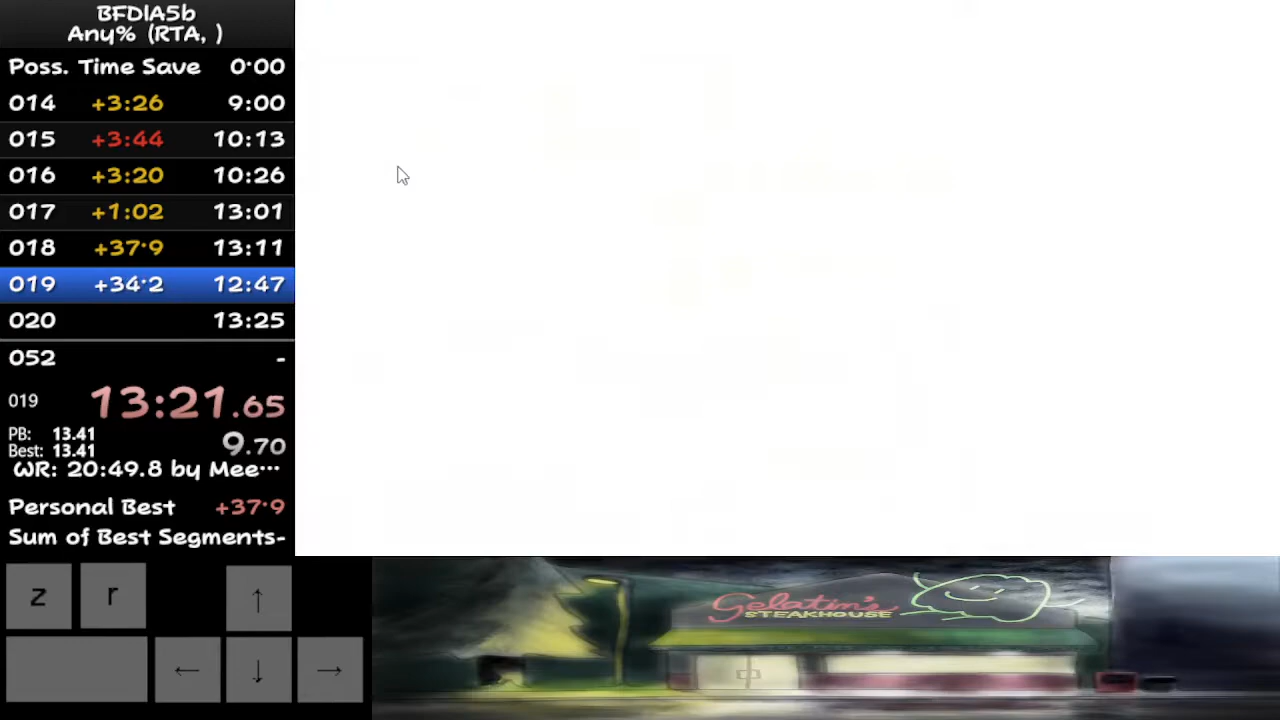 BFDIA5b
Any% (RTA, )
Poss. Time Save 0·00
014 +3:26 9:00
015 +3:44 10:13
016 +3:20 10:26
017 +1:02 13:01
018 +37·9 13:11
019 +34·2 12:47
020 13:25
052 -
019 13:21.65
PB: 13.41
Best: 13.41
9.70
WR: 20:49.8 by Mee···
Personal Best +37·9
Sum of Best Segments-
z r ↑
← ↓ →
Gelatin's
STEAKHOUSE